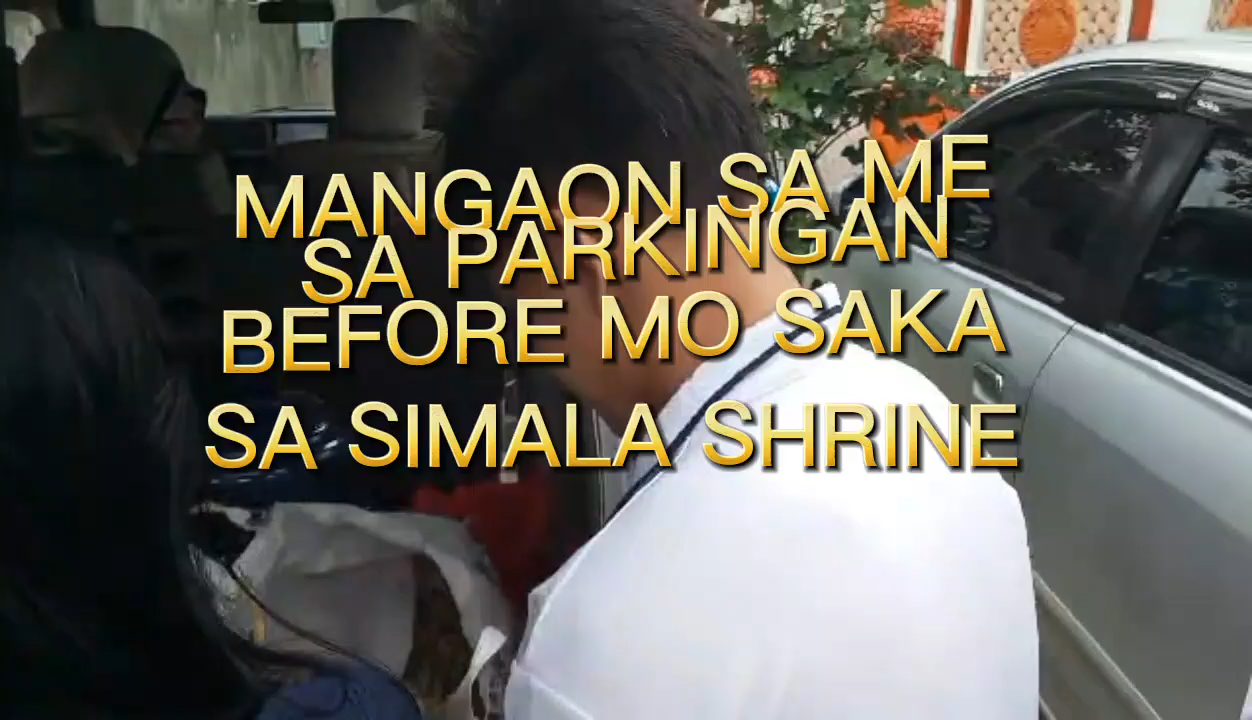 MANGAON SA ME
SA PARKINGAN
BEFORE MO SAKA
SA SIMALA SHRINE